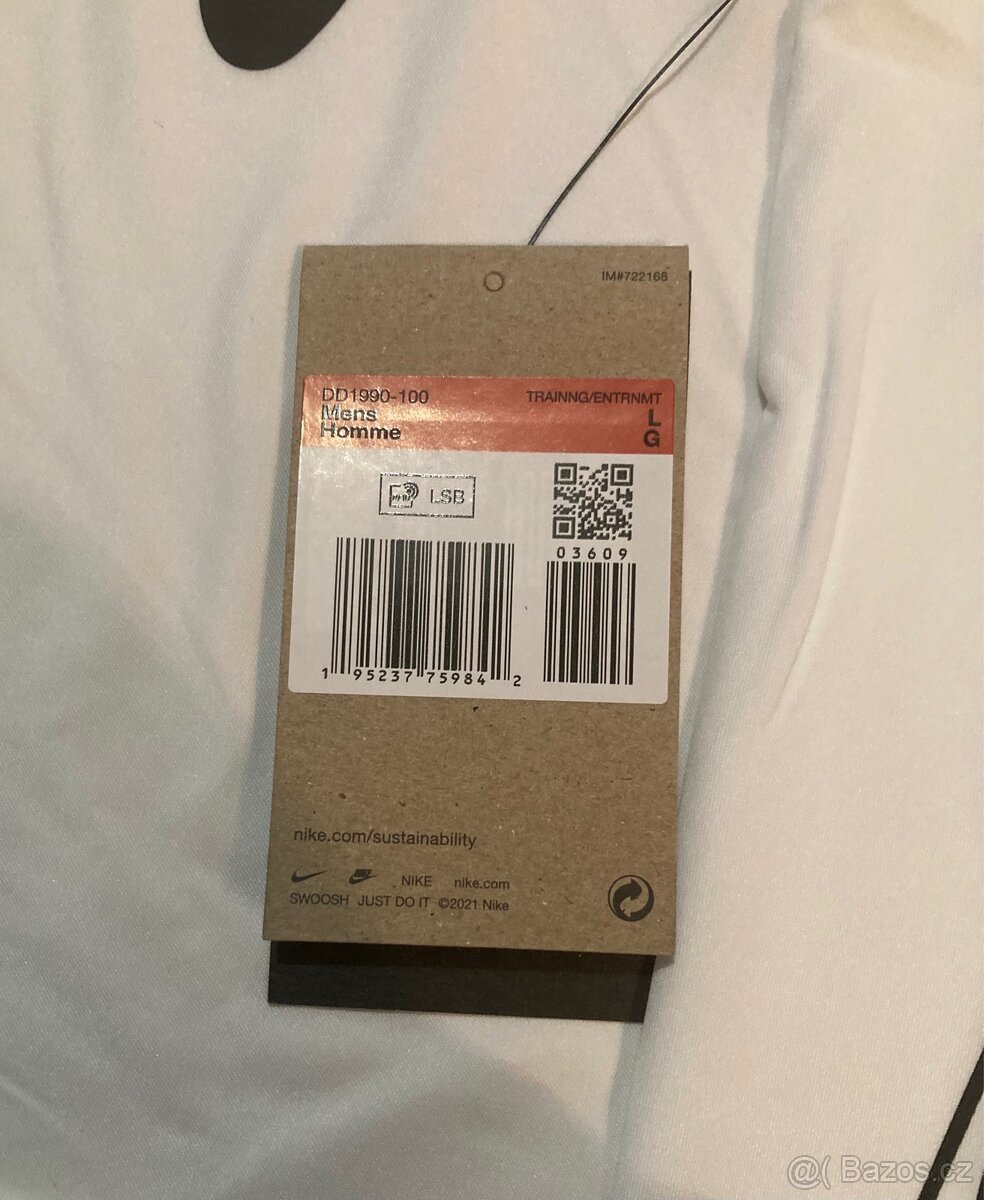 IM#722168
DD1990-100
TRAINNG/ENTRNMT
Mens
L
Homme
G
LSB
03609
1 95237 75984 2
nike.com/sustainability
NIKE nike.com
SWOOSH JUST DO IT ©2021 Nike
@( Bazos.cz